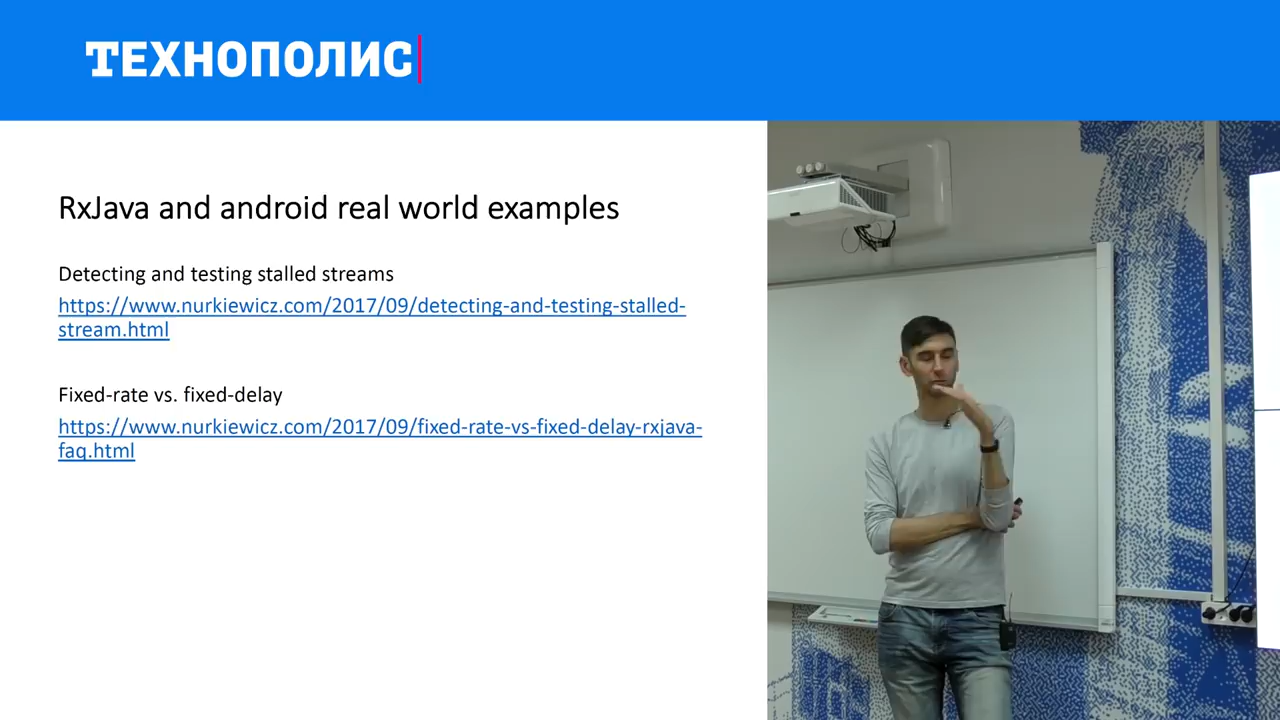 ТЕХНОПОЛИС
RxJava and android real world examples
Detecting and testing stalled streams
https://www.nurkiewicz.com/2017/09/detecting-and-testing-stalled-
stream.html
Fixed-rate vs. fixed-delay
https://www.nurkiewicz.com/2017/09/fixed-rate-vs-fixed-delay-rxjava-
faq.html